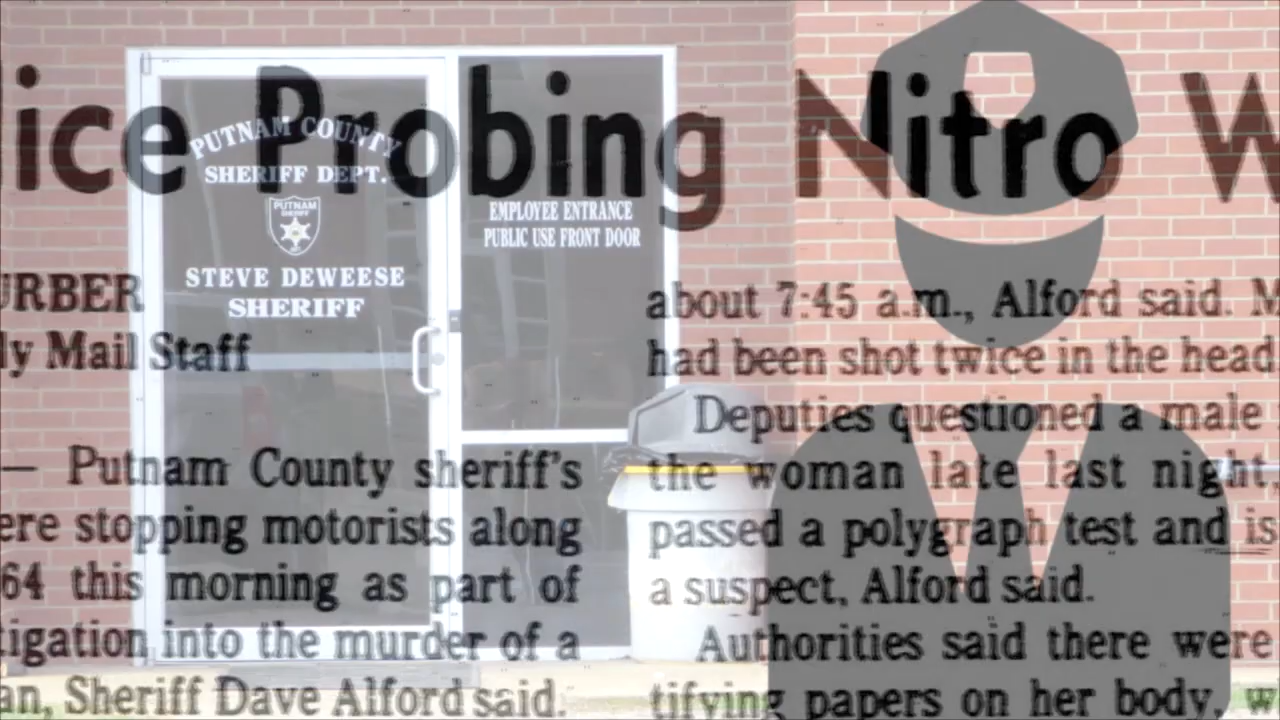 ice Probing Nitro W
PUTNAM COUNTY
SHERIFF DEPT.
PUTNAM
SHERIFF
STEVE DEWEESE
SHERIFF
EMPLOYEE ENTRANCE
PUBLIC USE FRONT DOOR
URBER
ly Mail Staff
— Putnam County sheriff's
ere stopping motorists along
64 this morning as part of
tigation into the murder of a
an, Sheriff Dave Alford said.
about 7:45 a.m., Alford said. M
had been shot twice in the head
Deputies questioned a male
the woman late last night.
passed a polygraph test and is
a suspect, Alford said.
Authorities said there were
tifying papers on her body, w